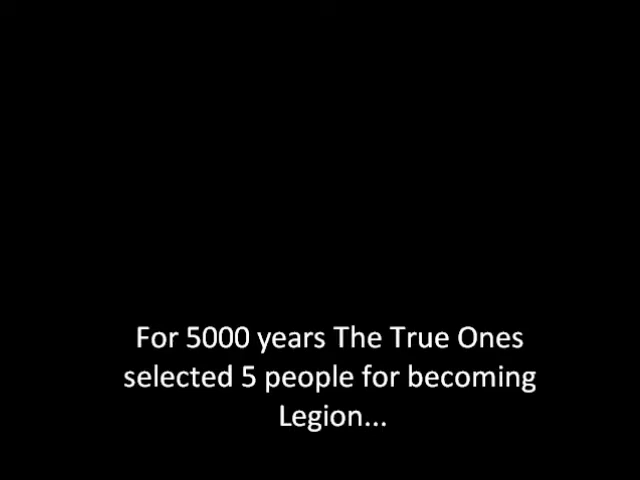 For 5000 years The True Ones
selected 5 people for becoming
Legion...